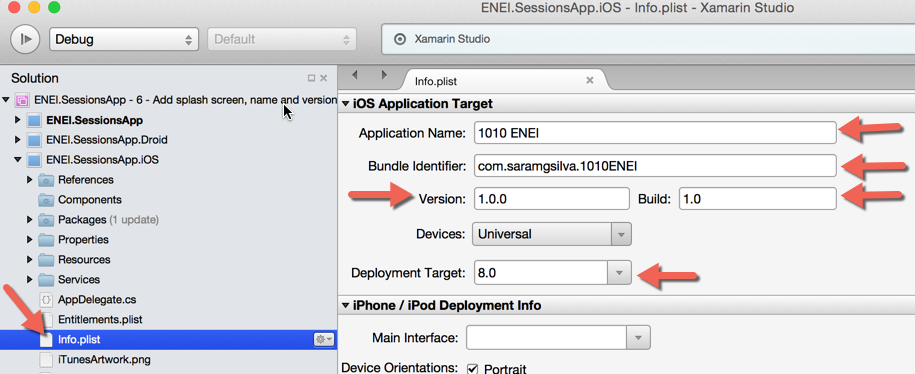 ENEI.SessionsApp.iOS - Info.plist - Xamarin Studio
Debug
Default
Xamarin Studio
Solution
Info.plist
ENEI.SessionsApp - 6 - Add splash screen, name and version
ENEI.SessionsApp
ENEI.SessionsApp.Droid
ENEI.SessionsApp.iOS
References
Components
Packages (1 update)
Properties
Resources
Services
AppDelegate.cs
Entitlements.plist
Info.plist
iTunesArtwork.png
iOS Application Target
Application Name: 1010 ENEI
Bundle Identifier: com.saramgsilva.1010ENEI
Version: 1.0.0 Build: 1.0
Devices: Universal
Deployment Target: 8.0
iPhone / iPod Deployment Info
Main Interface:
Device Orientations: Portrait